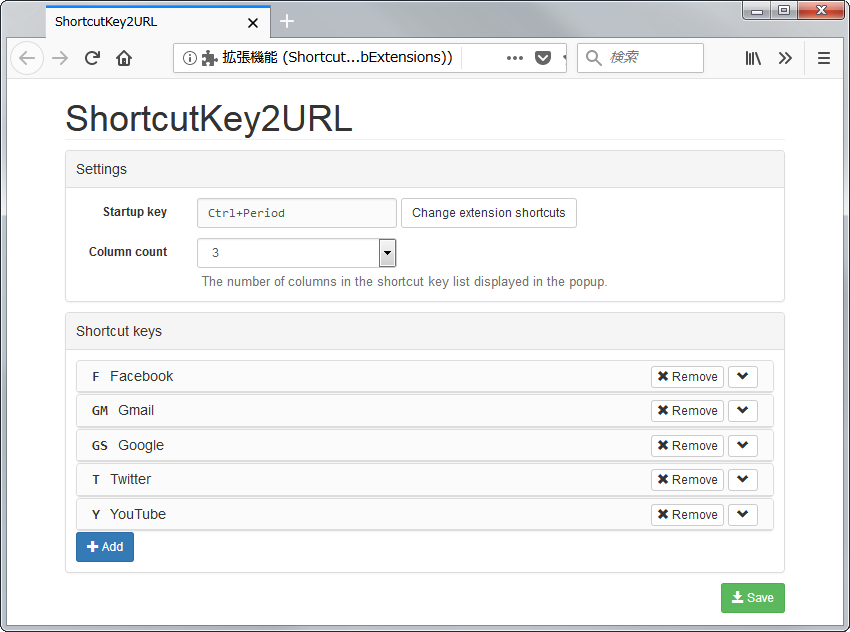 ShortcutKey2URL
拡張機能 (Shortcut...bExtensions))
検索
ShortcutKey2URL
Settings
Startup key Ctrl+Period Change extension shortcuts
Column count 3
The number of columns in the shortcut key list displayed in the popup.
Shortcut keys
F Facebook Remove
GM Gmail Remove
GS Google Remove
T Twitter Remove
Y YouTube Remove
Add
Save